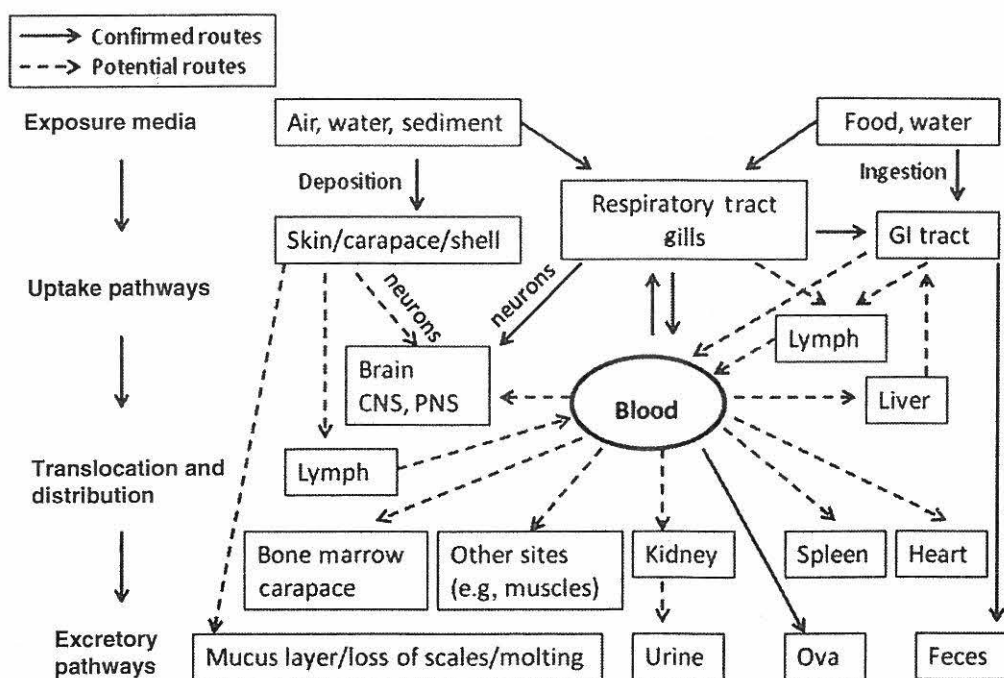 Confirmed routes
Potential routes
Exposure media
Air, water, sediment
Food, water
Deposition
Ingestion
Respiratory tract
gills
Skin/carapace/shell
GI tract
Uptake pathways
neurons
neurons
Lymph
Brain
CNS, PNS
Blood
Liver
Lymph
Translocation and
distribution
Bone marrow
carapace
Other sites
(e.g, muscles)
Kidney
Spleen
Heart
Excretory
pathways
Mucus layer/loss of scales/molting
Urine
Ova
Feces